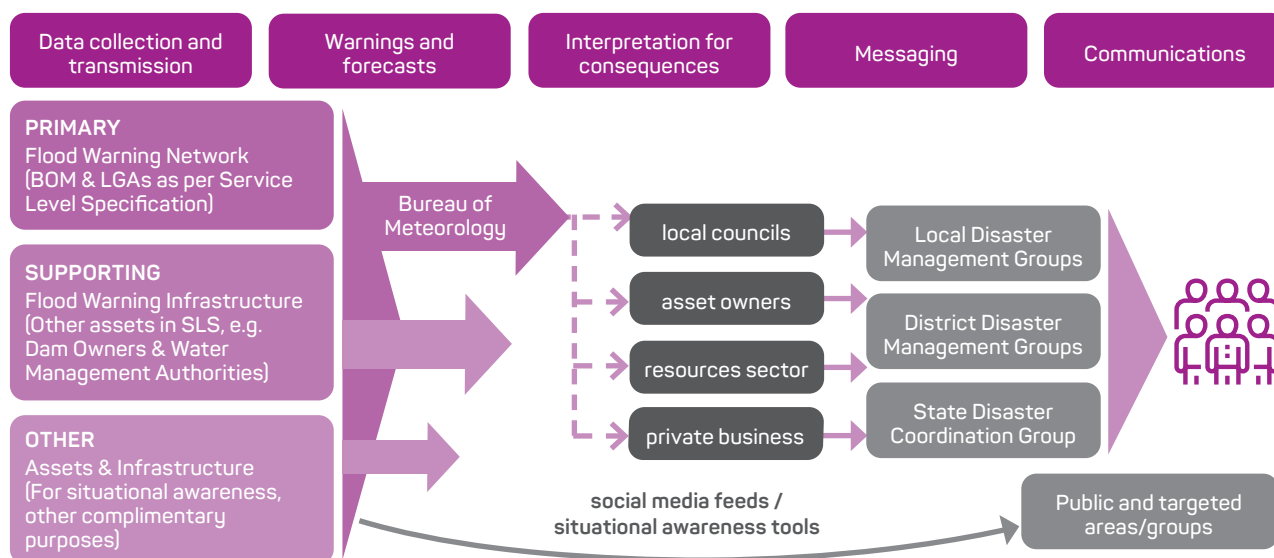 Data collection and
transmission
Warnings and
forecasts
Interpretation for
consequences
Messaging
Communications
PRIMARY
Flood Warning Network
(BOM & LGAs as per Service
Level Specification)
SUPPORTING
Flood Warning Infrastructure
(Other assets in SLS, e.g.
Dam Owners & Water
Management Authorities)
OTHER
Assets & Infrastructure
(For situational awareness,
other complimentary
purposes)
Bureau of
Meteorology
local councils
asset owners
resources sector
private business
Local Disaster
Management Groups
District Disaster
Management Groups
State Disaster
Coordination Group
social media feeds /
situational awareness tools
Public and targeted
areas/groups